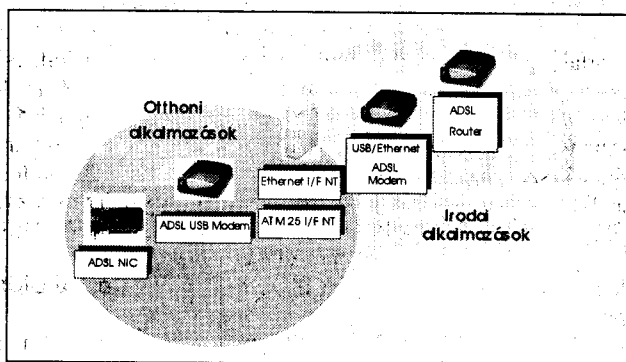 Otthoni
alkalmazások
ADSL
Router
USB/Ethernet
ADSL
Modem
Ethernet I/F NT
ATM 25 I/F NT
ADSL USB Modem
ADSL NIC
Irodai
alkalmazások